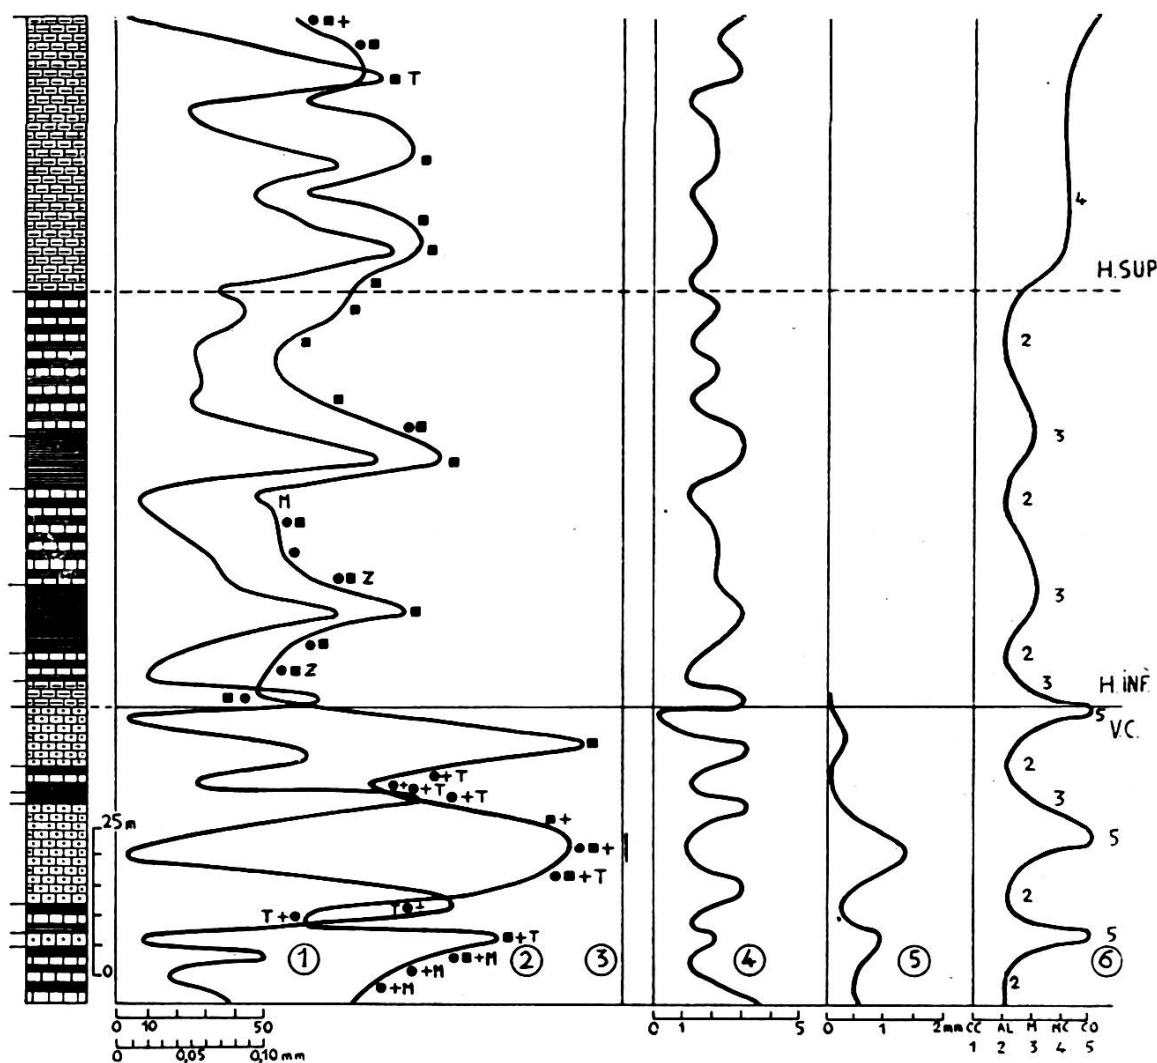 +
T
4
H.SUP
2
3
M
2
Z
3
2
Z
3
H.INF.
5
V.C.
+T
2
++T
+T
3
25m
+
5
+
+T
2
T+
T+
+T
5
① ② ③ ④ ⑤ ⑥
+M
+M
0
+M
2
0 10 50 0 1 5 0 1 2mm CC AL M MC CO
0 0,05 0,10mm 1 2 3 4 5